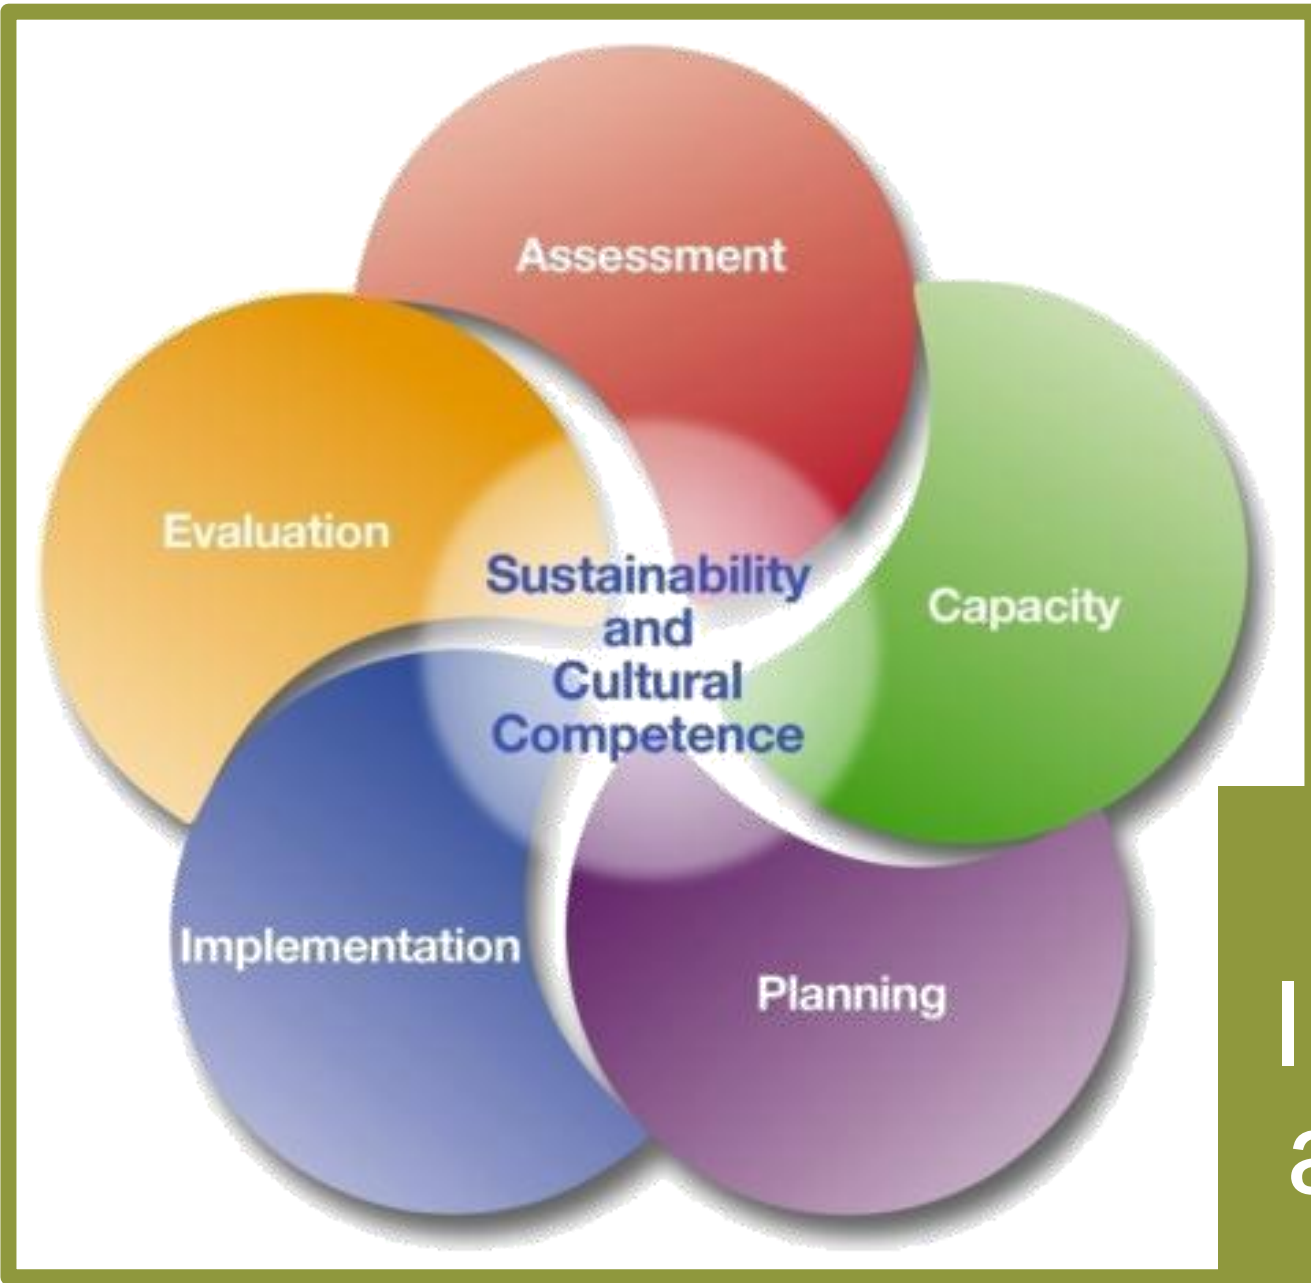 Assessment
Evaluation
Capacity
Sustainability
and
Cultural
Competence
Implementation
Planning